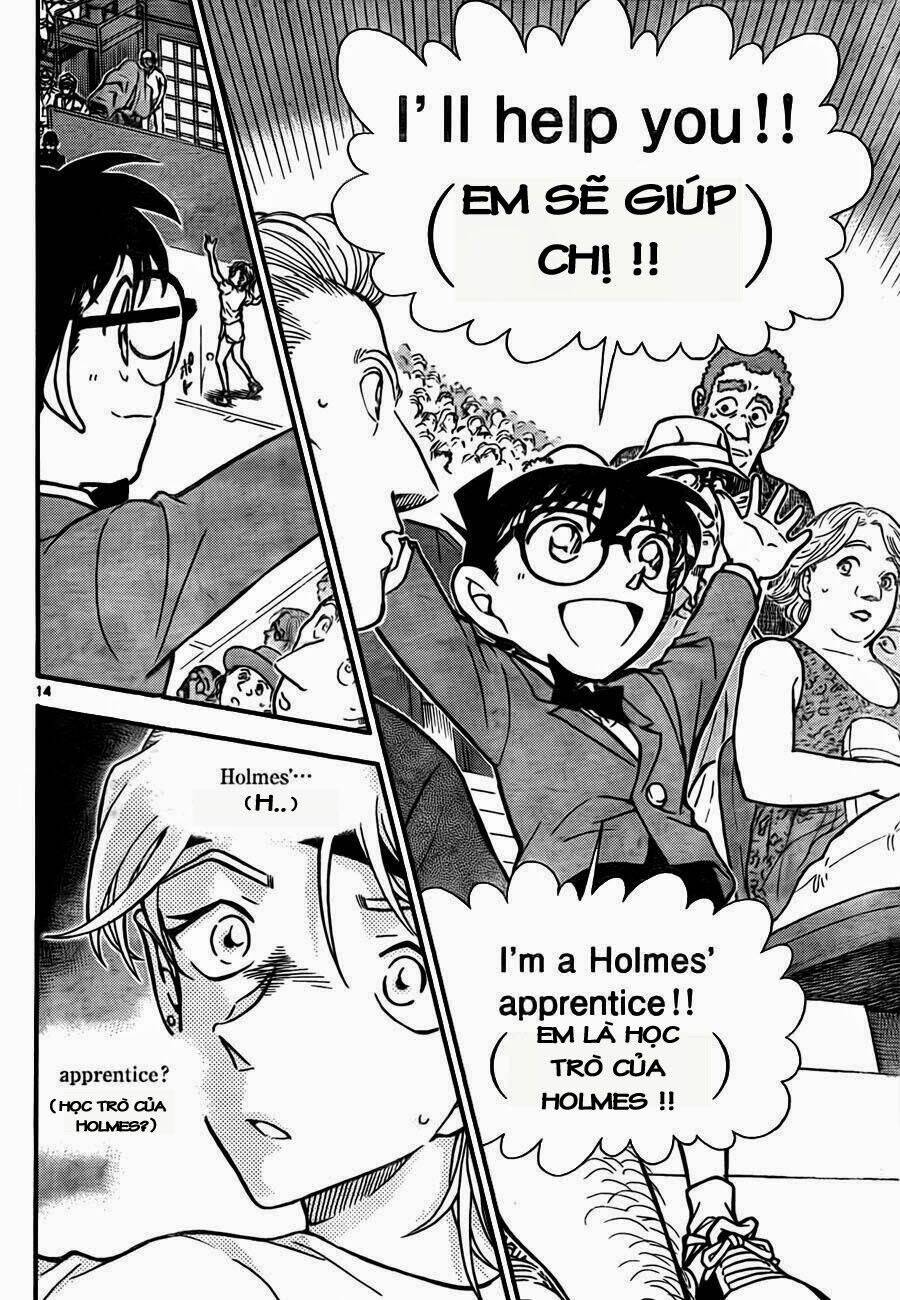 I'll help you!!
(EM SẼ GIÚP
CHỊ !!)
14
Holmes'…
(H..)
apprentice?
(HỌC TRÒ CỦA
HOLMES?)
I'm a Holmes'
apprentice!!
(EM LÀ HỌC
TRÒ CỦA
HOLMES !!)